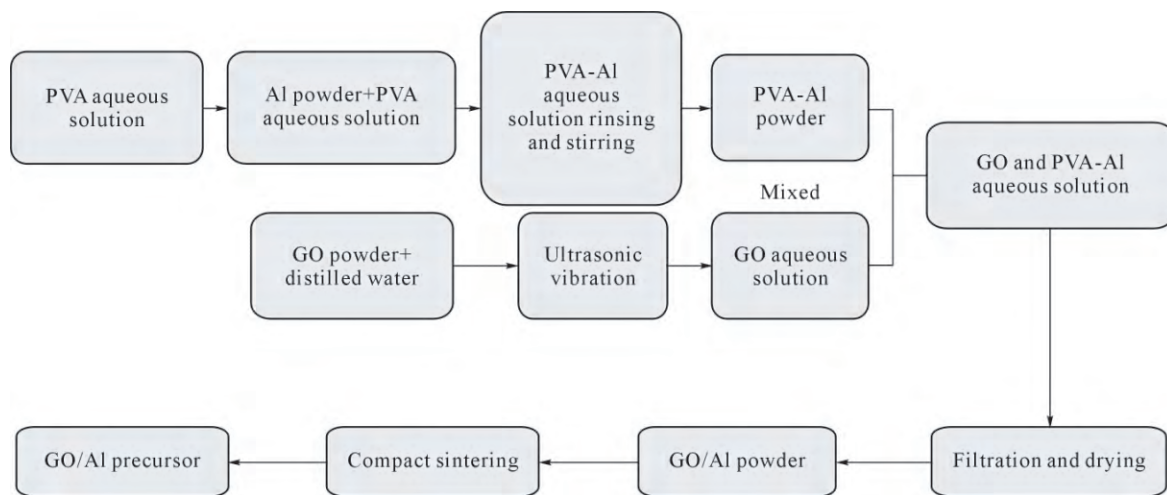 PVA aqueous
solution
Al powder+PVA
aqueous solution
PVA-Al
aqueous
solution rinsing
and stirring
PVA-Al
powder
GO powder+
distilled water
Ultrasonic
vibration
Mixed
GO aqueous
solution
GO and PVA-Al
aqueous solution
Filtration and drying
GO/Al powder
Compact sintering
GO/Al precursor